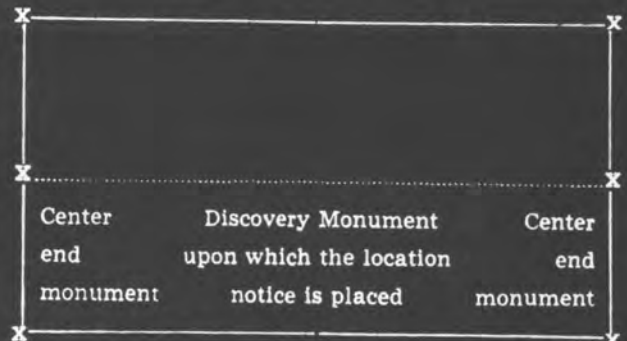 X X
X X
Center Discovery Monument Center
end upon which the location end
monument notice is placed monument
X X